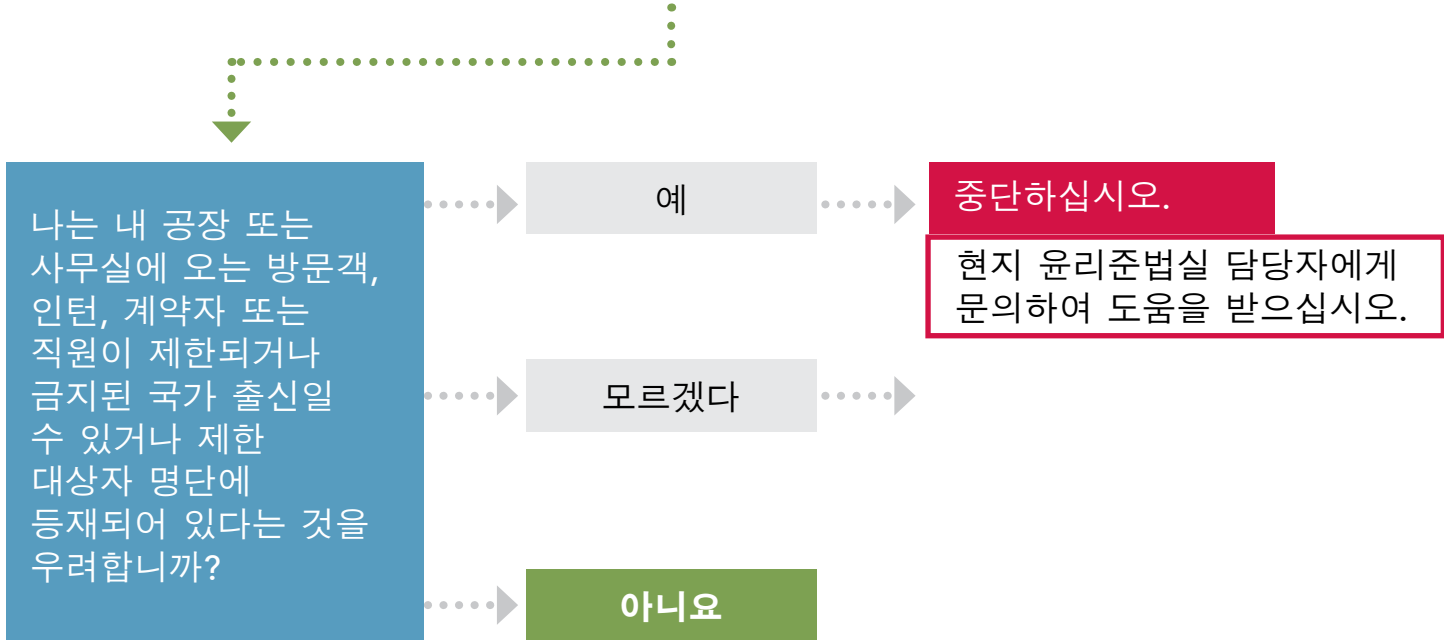 나는 내 공장 또는
사무실에 오는 방문객,
인턴, 계약자 또는
직원이 제한되거나
금지된 국가 출신일
수 있거나 제한
대상자 명단에
등재되어 있다는 것을
우려합니까?
예
중단하십시오.
현지 윤리준법실 담당자에게
문의하여 도움을 받으십시오.
모르겠다
아니요